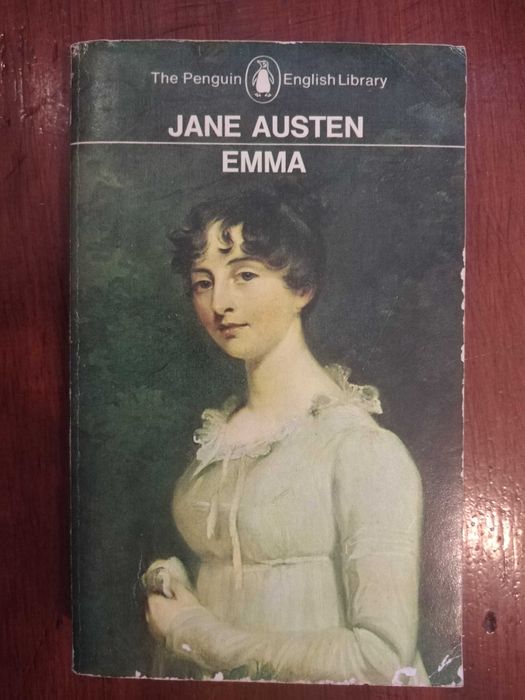 The Penguin English Library
JANE AUSTEN
EMMA